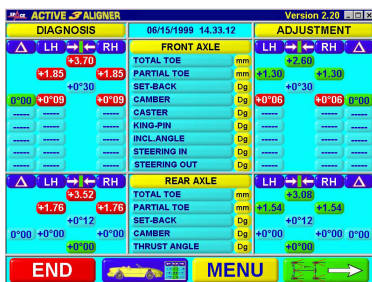 SPACE ACTIVE 3 ALIGNER Version 2.20
DIAGNOSIS 06/15/1999 14.33.12 ADJUSTMENT
Δ LH RH FRONT AXLE Δ LH RH
+3.70 TOTAL TOE mm +2.60
+1.85 +1.85 PARTIAL TOE mm +1.30 +1.30
+0°30 SET-BACK Dg +0°30
0°00 +0°09 +0°09 CAMBER Dg +0°06 +0°06 0°00
----- ----- ----- CASTER Dg ----- ----- -----
----- ----- ----- KING-PIN Dg ----- ----- -----
----- ----- ----- INCL.ANGLE Dg ----- ----- -----
----- ----- ----- STEERING IN Dg ----- ----- -----
----- ----- ----- STEERING OUT Dg ----- ----- -----
Δ LH RH REAR AXLE LH RH Δ
+3.52 TOTAL TOE mm +3.08
+1.76 +1.76 PARTIAL TOE mm +1.54 +1.54
+0°12 SET-BACK Dg +0°12
0°00 +0°00 +0°00 CAMBER Dg +0°00 +0°00 0°00
+0°00 THRUST ANGLE Dg +0°00
END MENU